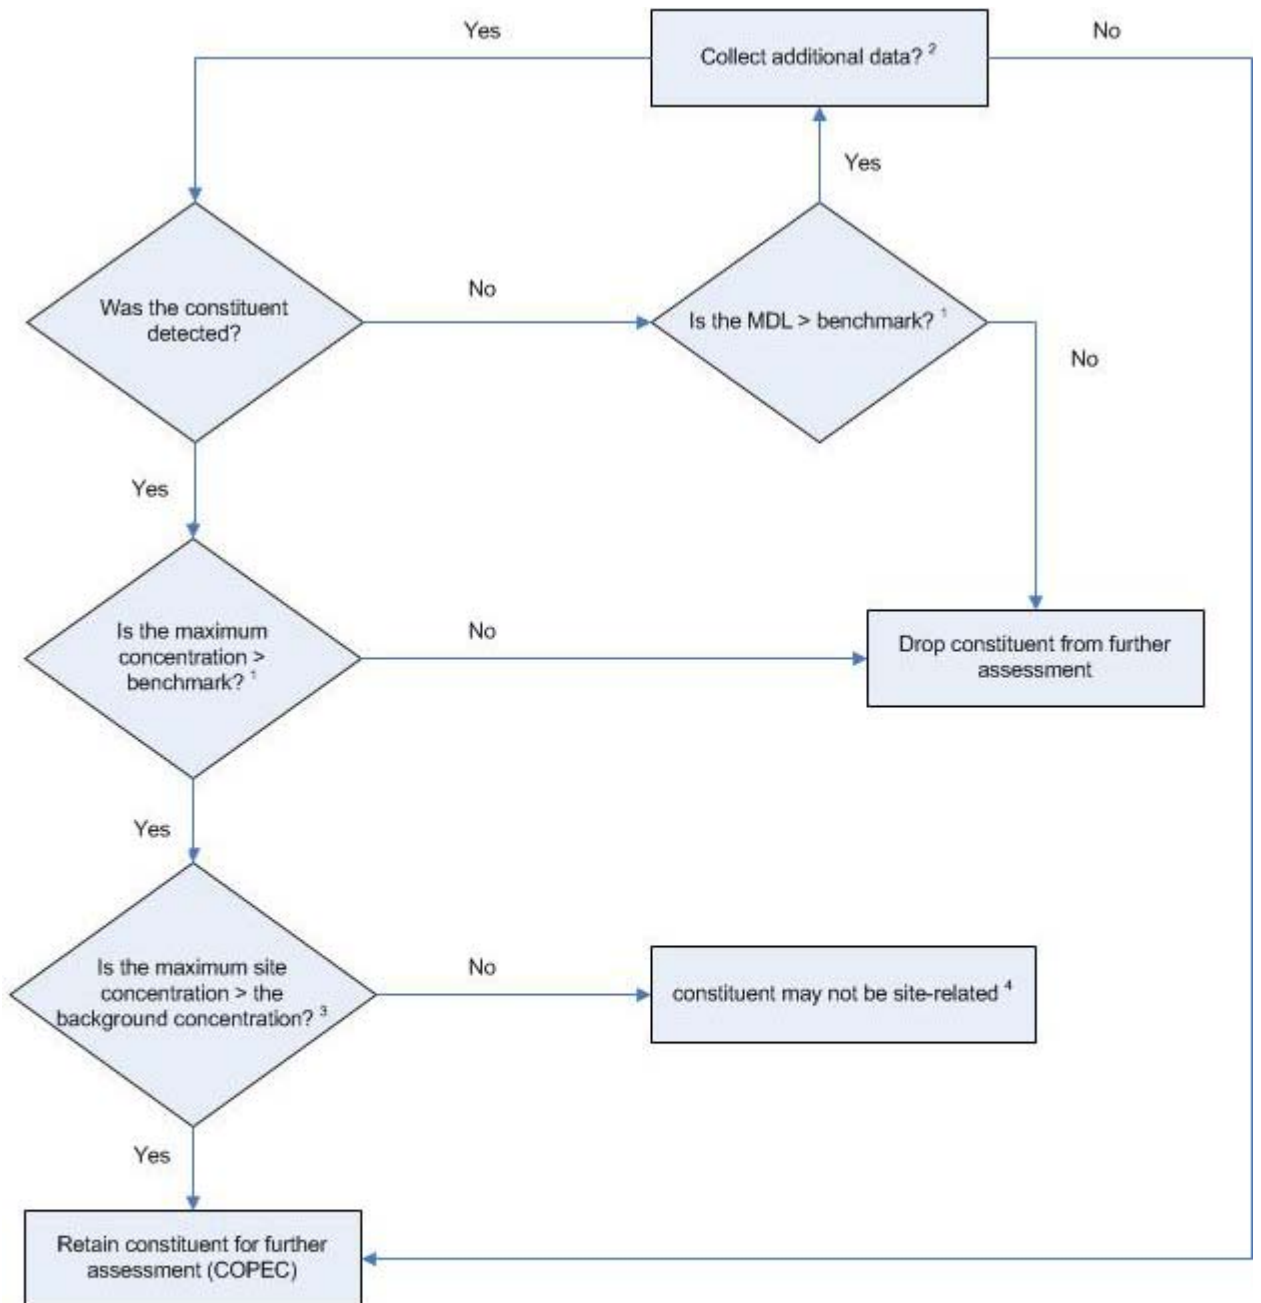 Yes
Collect additional data? 2
No
Yes
Was the constituent
detected?
No
Is the MDL > benchmark? 1
No
Yes
Is the maximum
concentration >
benchmark? 1
No
Drop constituent from further
assessment
Yes
Is the maximum site
concentration > the
background concentration? 3
No
constituent may not be site-related 4
Yes
Retain constituent for further
assessment (COPEC)